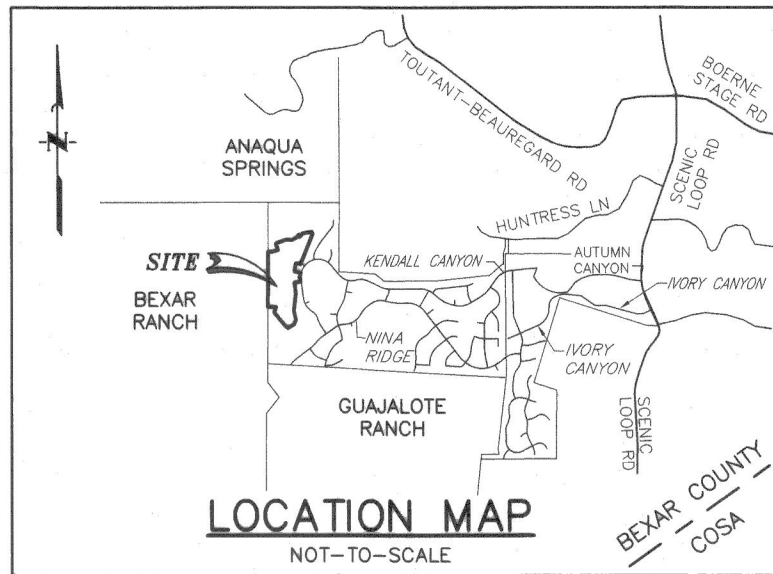 N
TOUTANT-BEAUREGARD RD
BOERNE
STAGE RD
ANAQUA
SPRINGS
SCENIC
LOOP RD
HUNTRESS LN
SITE
KENDALL CANYON
AUTUMN
CANYON
IVORY CANYON
BEXAR
RANCH
NINA
RIDGE
IVORY
CANYON
GUAJALOTE
RANCH
SCENIC
LOOP RD
LOCATION MAP
NOT-TO-SCALE
BEXAR COUNTY
COSA